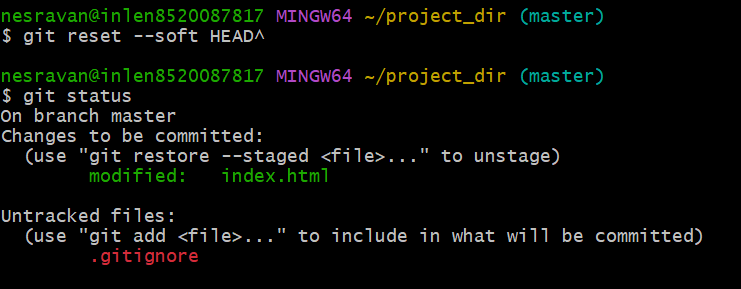 nesravan@inlen8520087817 MINGW64 ~/project_dir (master)
$ git reset --soft HEAD^
nesravan@inlen8520087817 MINGW64 ~/project_dir (master)
$ git status
On branch master
Changes to be committed:
  (use "git restore --staged <file>..." to unstage)
        modified:   index.html
Untracked files:
  (use "git add <file>..." to include in what will be committed)
        .gitignore